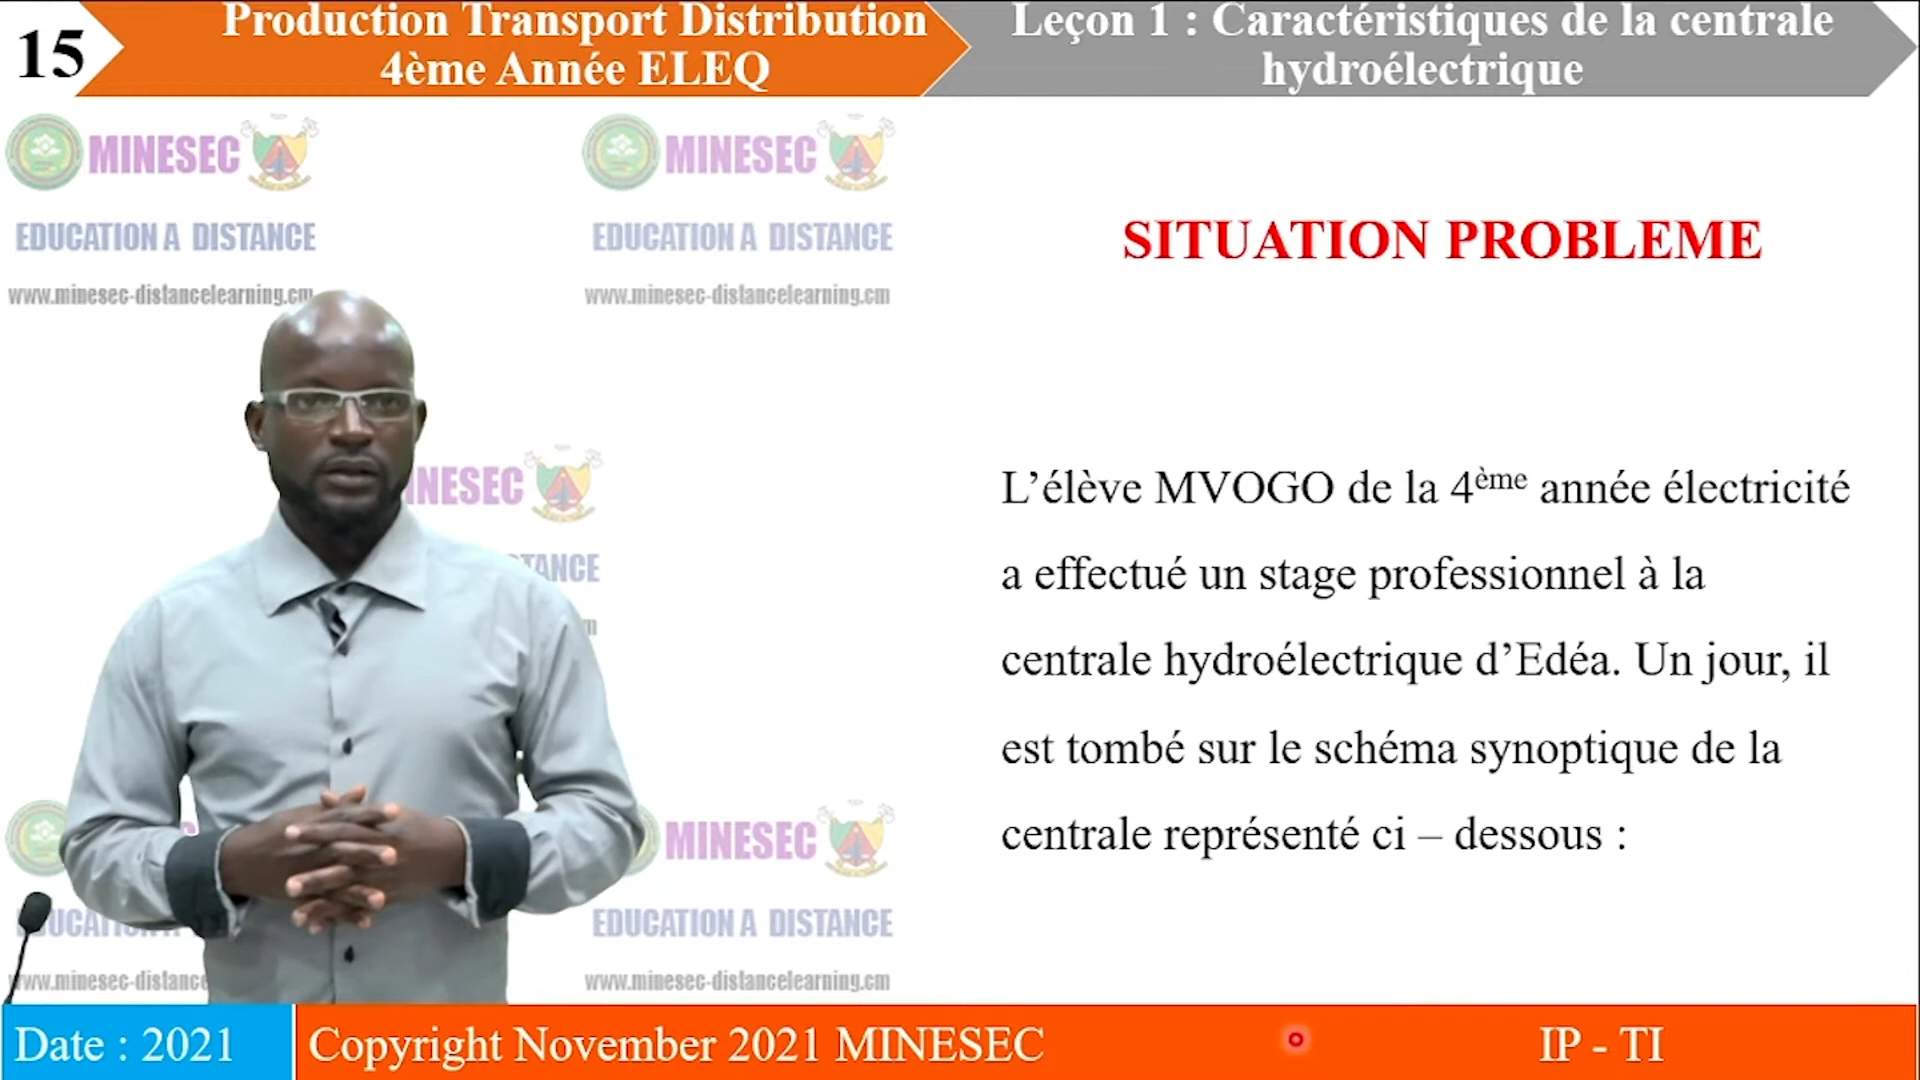 15
Production Transport Distribution
4ème Année ELEQ
Leçon 1 : Caractéristiques de la centrale
hydroélectrique
MINESEC
EDUCATION A DISTANCE
www.minesec-distancelearning.cm
MINESEC
EDUCATION A DISTANCE
www.minesec-distancelearning.cm
SITUATION PROBLEME
L’élève MVOGO de la 4ème année électricité
a effectué un stage professionnel à la
centrale hydroélectrique d’Edéa. Un jour, il
est tombé sur le schéma synoptique de la
centrale représenté ci – dessous :
MINESEC
EDUCATION A DISTANCE
www.minesec-distancelearning.cm
Date : 2021
Copyright November 2021 MINESEC
IP - TI